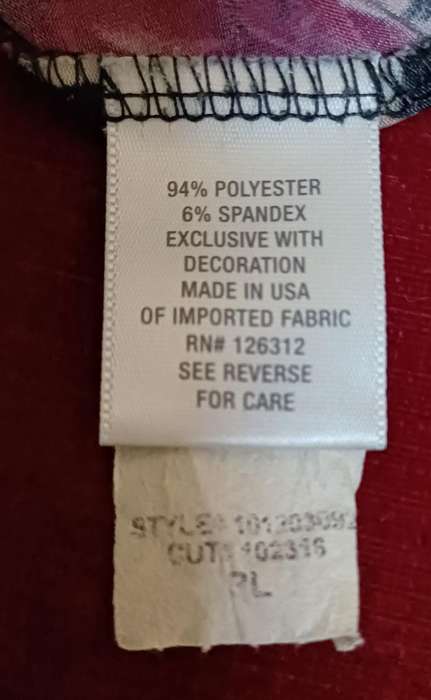 94% POLYESTER
6% SPANDEX
EXCLUSIVE WITH
DECORATION
MADE IN USA
OF IMPORTED FABRIC
RN# 126312
SEE REVERSE
FOR CARE
STYLE#
CUT#